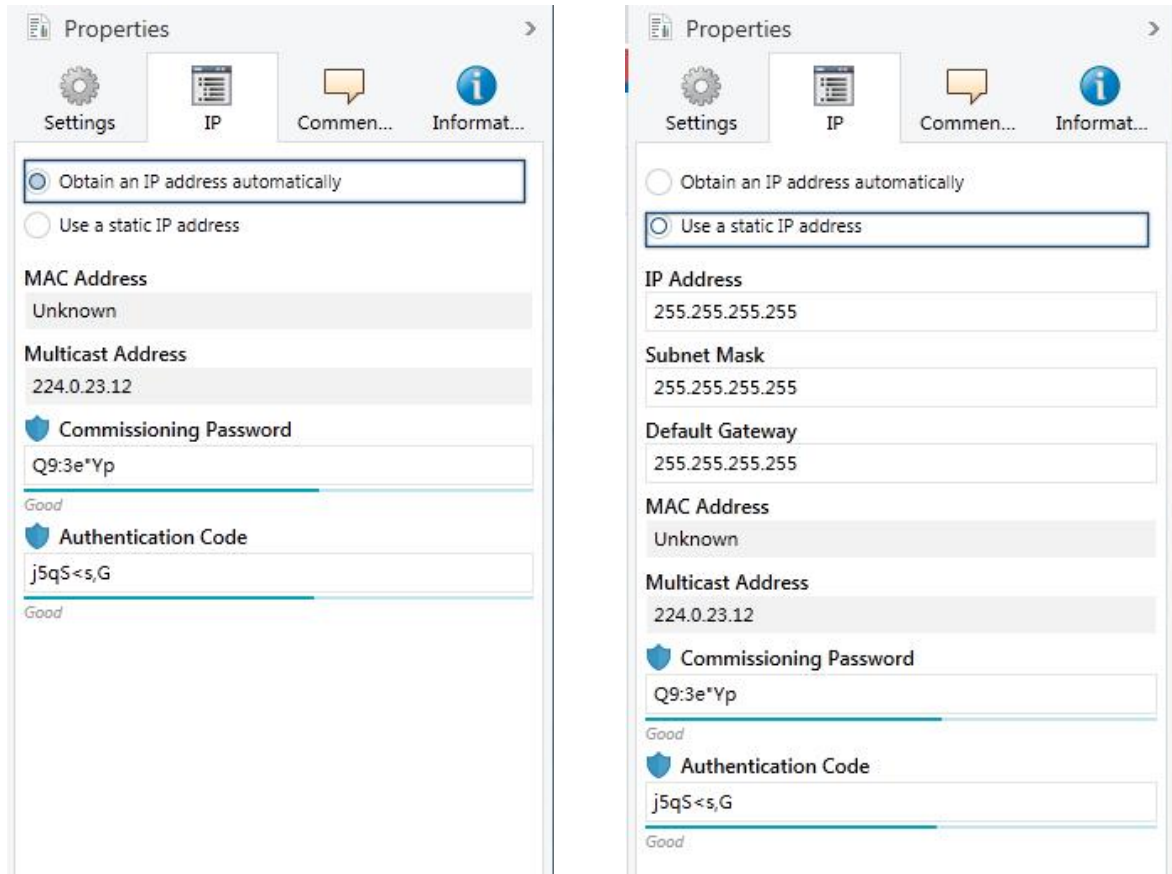 Properties
Settings
IP
Commen...
Informat...
Obtain an IP address automatically
Use a static IP address
MAC Address
Unknown
Multicast Address
224.0.23.12
Commissioning Password
Q9:3e"Yp
Good
Authentication Code
j5qS<s,G
Good
Properties
Settings
IP
Commen...
Informat...
Obtain an IP address automatically
Use a static IP address
IP Address
255.255.255.255
Subnet Mask
255.255.255.255
Default Gateway
255.255.255.255
MAC Address
Unknown
Multicast Address
224.0.23.12
Commissioning Password
Q9:3e"Yp
Good
Authentication Code
j5qS<s,G
Good